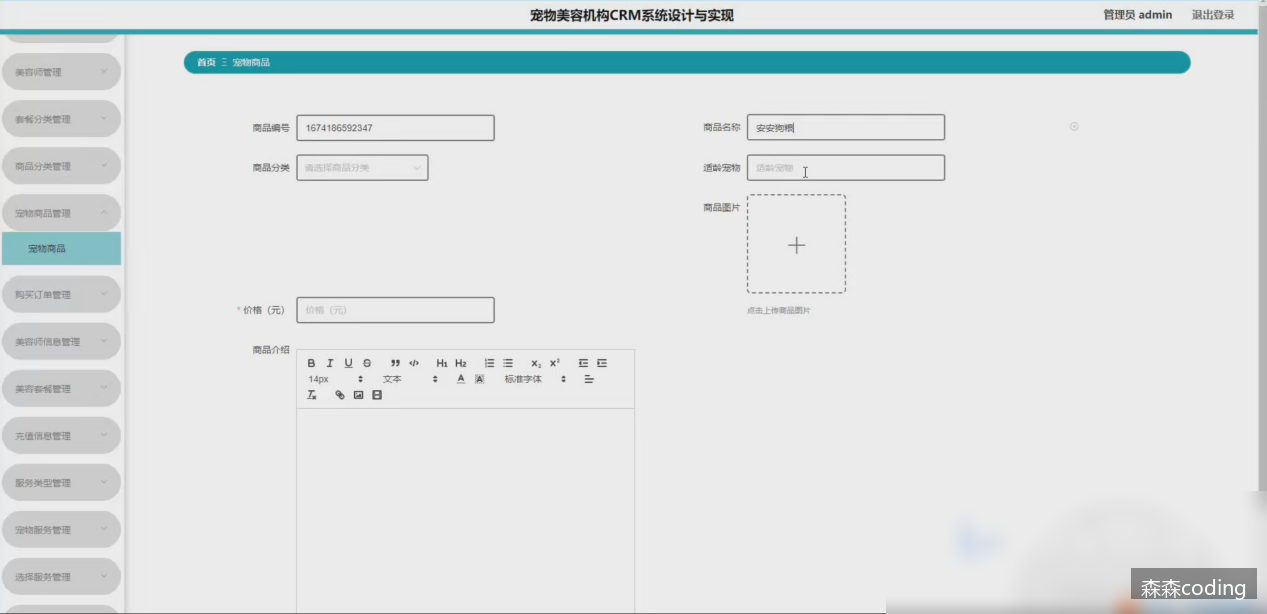 宠物美容机构CRM系统设计与实现
管理员 admin
退出登录
美容师管理
套餐分类管理
商品分类管理
宠物商品管理
宠物商品
购买订单管理
美容师信息管理
美容套餐管理
充值信息管理
服务类型管理
宠物服务管理
选择服务管理
首页 宠物商品
商品编号 1674186592347
商品名称 安安狗粮
商品分类 请选择商品分类
适龄宠物 适龄宠物
商品图片
点击上传商品图片
* 价格（元） 价格（元）
商品介绍
B I U S H1 H2 X2 X2
14px 文本 A A 标准字体
Tx
森森coding